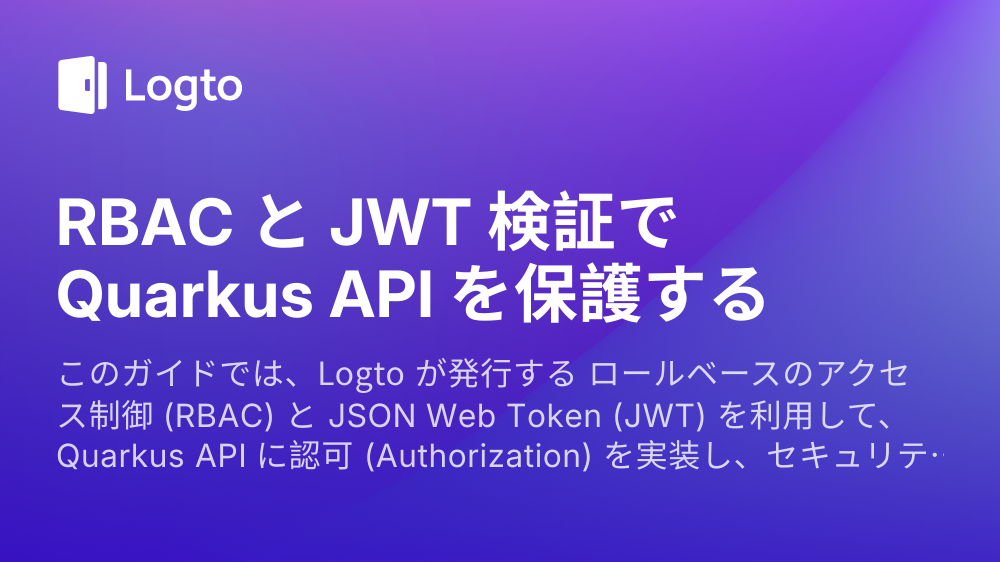 Logto
RBAC と JWT 検証で
Quarkus API を保護する
このガイドでは、Logto が発行する ロールベースのアクセ
ス制御 (RBAC) と JSON Web Token (JWT) を利用して、
Quarkus API に認可 (Authorization) を実装し、セキュリテ…